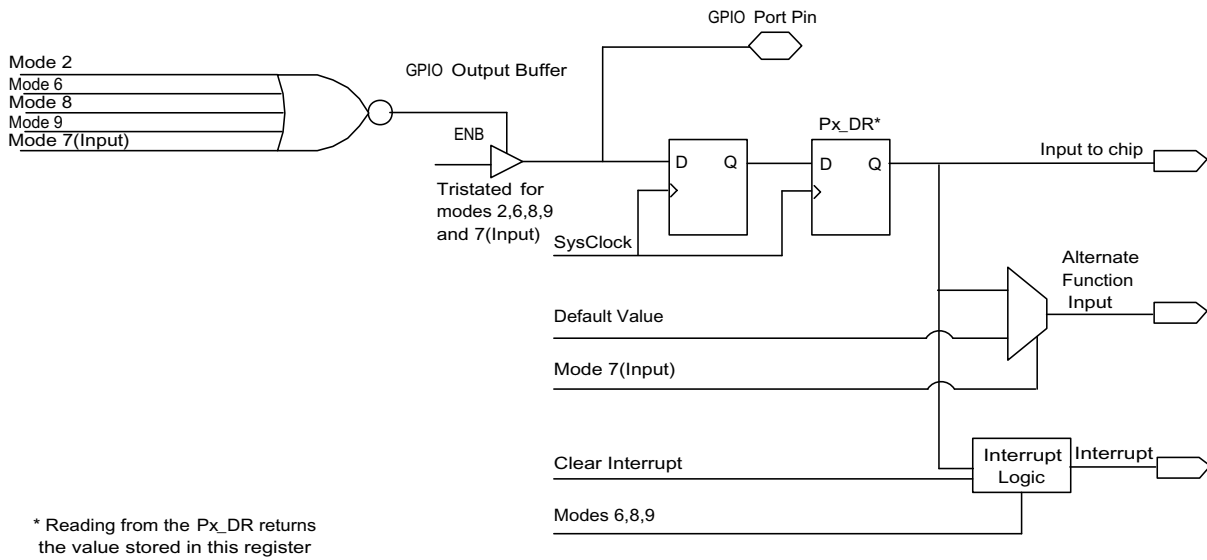 GPIO Port Pin
Mode 2
Mode 6
Mode 8
Mode 9
Mode 7(Input)
GPIO Output Buffer
ENB
Tristated for
modes 2,6,8,9
and 7(Input)
D Q
Px_DR*
D Q
SysClock
Input to chip
Alternate
Function
Input
Default Value
Mode 7(Input)
Clear Interrupt
Interrupt
Logic
Interrupt
Modes 6,8,9
* Reading from the Px_DR returns
the value stored in this register